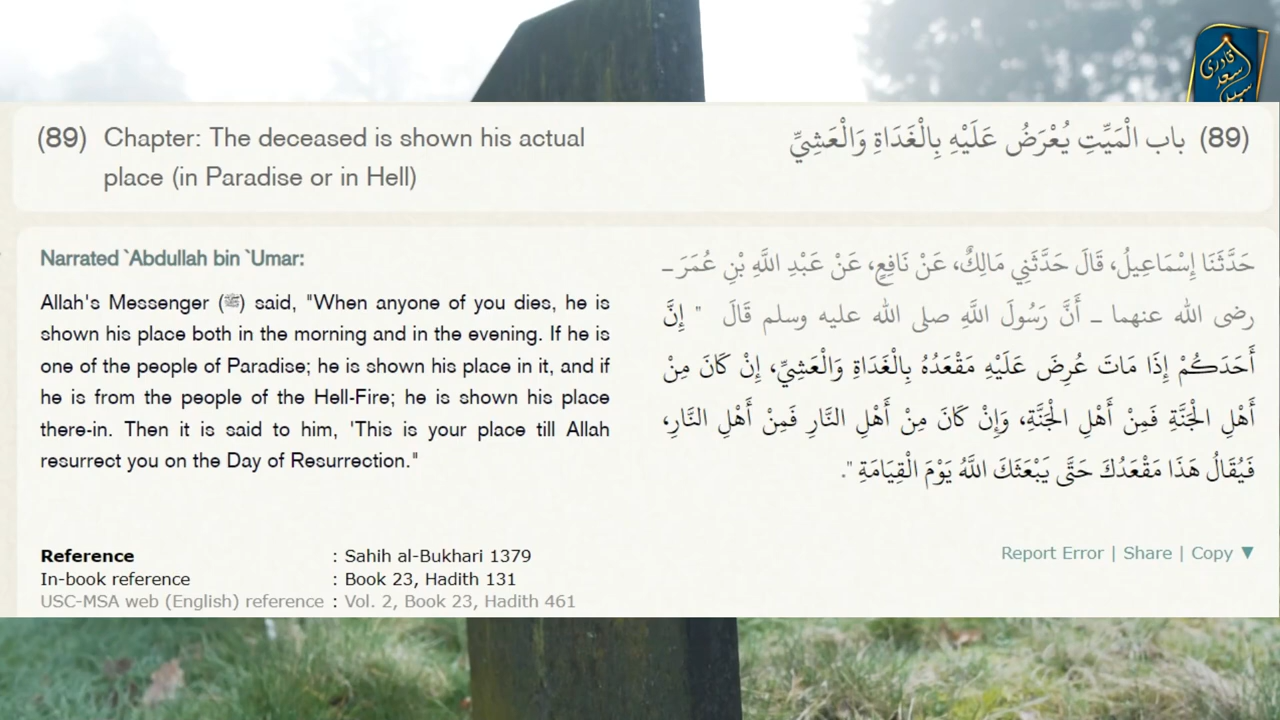 قادری
سعد
سبیل
(89) Chapter: The deceased is shown his actual
place (in Paradise or in Hell)
(89) باب الْمَيِّتِ يُعْرَضُ عَلَيْهِ بِالْغَدَاةِ وَالْعَشِيِّ
Narrated `Abdullah bin `Umar:
Allah's Messenger (ﷺ) said, "When anyone of you dies, he is
shown his place both in the morning and in the evening. If he is
one of the people of Paradise; he is shown his place in it, and if
he is from the people of the Hell-Fire; he is shown his place
there-in. Then it is said to him, 'This is your place till Allah
resurrect you on the Day of Resurrection."
حَدَّثَنَا إِسْمَاعِيلُ، قَالَ حَدَّثَنِي مَالِكٌ، عَنْ نَافِعٍ، عَنْ عَبْدِ اللَّهِ بْنِ عُمَرَ ـ
رضى الله عنهما ـ أَنَّ رَسُولَ اللَّهِ صلى الله عليه وسلم قَالَ ‏ "‏ إِنَّ
أَحَدَكُمْ إِذَا مَاتَ عُرِضَ عَلَيْهِ مَقْعَدُهُ بِالْغَدَاةِ وَالْعَشِيِّ، إِنْ كَانَ مِنْ
أَهْلِ الْجَنَّةِ فَمِنْ أَهْلِ الْجَنَّةِ، وَإِنْ كَانَ مِنْ أَهْلِ النَّارِ فَمِنْ أَهْلِ النَّارِ،
فَيُقَالُ هَذَا مَقْعَدُكَ حَتَّى يَبْعَثَكَ اللَّهُ يَوْمَ الْقِيَامَةِ ‏"‏‏.‏
Reference : Sahih al-Bukhari 1379
In-book reference : Book 23, Hadith 131
USC-MSA web (English) reference : Vol. 2, Book 23, Hadith 461
Report Error | Share | Copy ▼